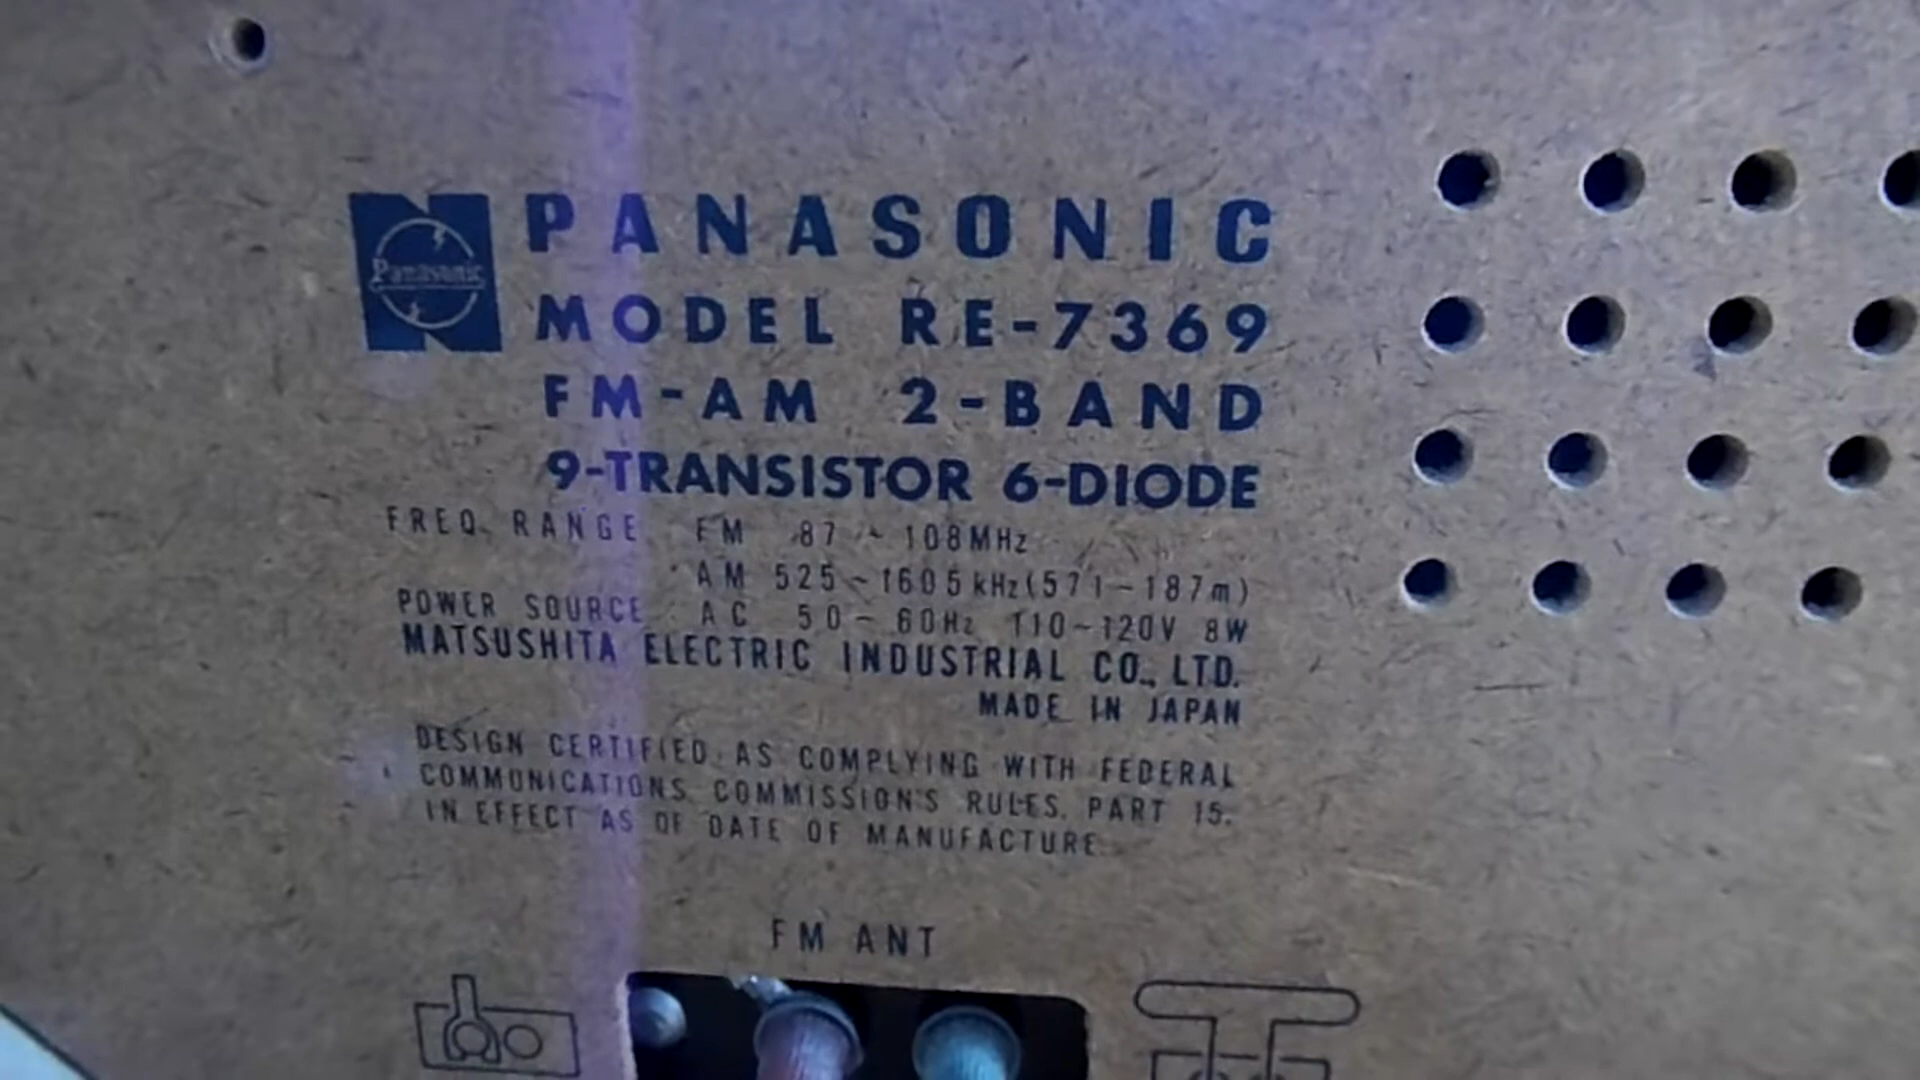 Panasonic
PANASONIC
MODEL RE-7369
FM-AM 2-BAND
9-TRANSISTOR 6-DIODE
FREQ. RANGE FM 87 ~ 108MHz
AM 525 ~ 1605kHz (571-187m)
POWER SOURCE AC 50 - 60Hz 110~120V 8W
MATSUSHITA ELECTRIC INDUSTRIAL CO., LTD.
MADE IN JAPAN
DESIGN CERTIFIED AS COMPLYING WITH FEDERAL
COMMUNICATIONS COMMISSION'S RULES, PART 15,
IN EFFECT AS OF DATE OF MANUFACTURE
FM ANT